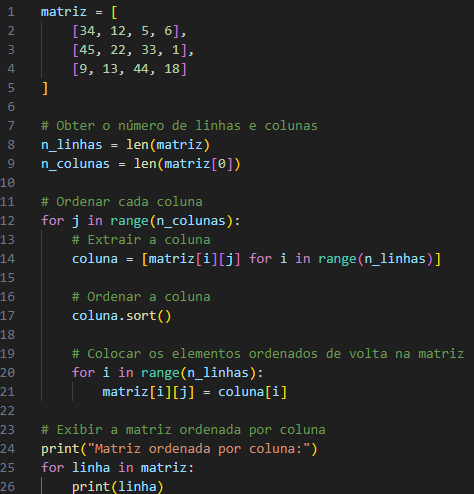 1 matriz = [
2     [34, 12, 5, 6],
3     [45, 22, 33, 1],
4     [9, 13, 44, 18]
5 ]
6
7 # Obter o número de linhas e colunas
8 n_linhas = len(matriz)
9 n_colunas = len(matriz[0])
10
11 # Ordenar cada coluna
12 for j in range(n_colunas):
13     # Extrair a coluna
14     coluna = [matriz[i][j] for i in range(n_linhas)]
15
16     # Ordenar a coluna
17     coluna.sort()
18
19     # Colocar os elementos ordenados de volta na matriz
20     for i in range(n_linhas):
21         matriz[i][j] = coluna[i]
22
23 # Exibir a matriz ordenada por coluna
24 print("Matriz ordenada por coluna:")
25 for linha in matriz:
26     print(linha)